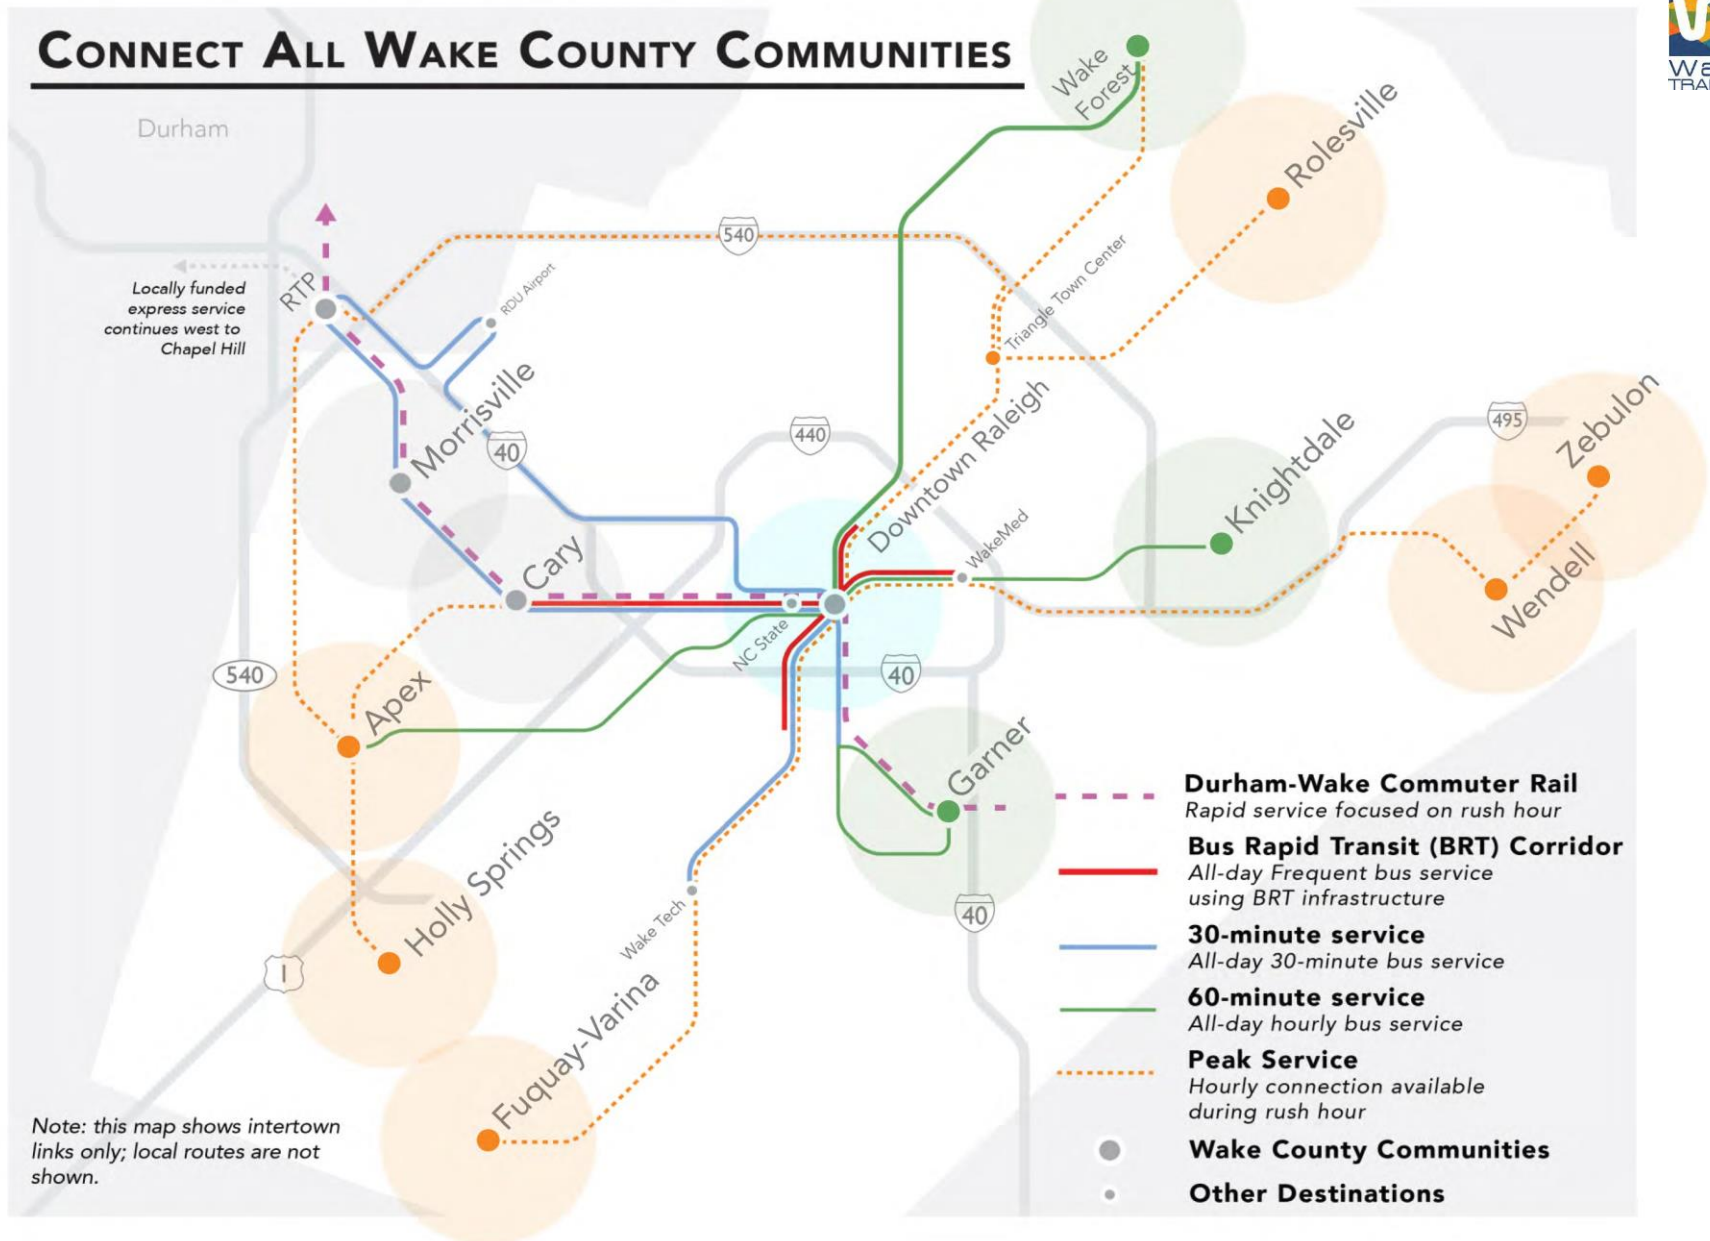 CONNECT ALL WAKE COUNTY COMMUNITIES
TRA
Durham
Wake
Forest
Rolesville
540
Triangle Town Center
RTP
RDU Airport
Locally funded
express service
continues west to
Chapel Hill
Morrisville
40
440
Downtown Raleigh
495
Zebulon
Knightdale
WakeMed
Cary
NC State
Wendell
540
Apex
40
Garner
Holly Springs
40
Wake Tech
1
Fuquay-Varina
Note: this map shows intertown
links only; local routes are not
shown.
Durham-Wake Commuter Rail
Rapid service focused on rush hour
Bus Rapid Transit (BRT) Corridor
All-day Frequent bus service
using BRT infrastructure
30-minute service
All-day 30-minute bus service
60-minute service
All-day hourly bus service
Peak Service
Hourly connection available
during rush hour
Wake County Communities
Other Destinations